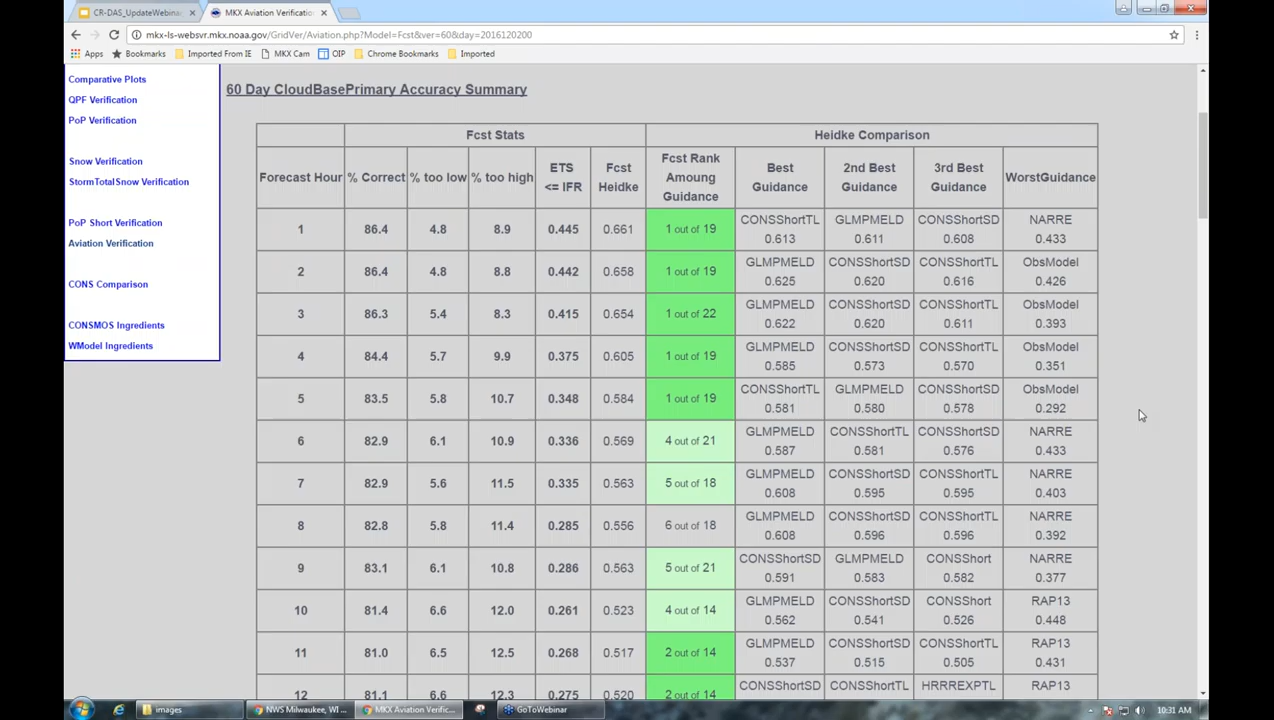 CR-DAS_UpdateWebina
MKX Aviation Verificatio
mkx-ls-websvr.mkx.noaa.gov/GridVer/Aviation.php?Model=Fcst&ver=60&day=2016120200
Apps Bookmarks Imported From IE MKX Cam OIP Chrome Bookmarks Imported
Comparative Plots
QPF Verification
PoP Verification
Snow Verification
StormTotalSnow Verification
PoP Short Verification
Aviation Verification
CONS Comparison
CONSMOS Ingredients
WModel Ingredients
60 Day CloudBasePrimary Accuracy Summary
Fcst Stats Heidke Comparison
Forecast Hour % Correct % too low % too high ETS <= IFR Fcst Heidke Fcst Rank Amoung Guidance Best Guidance 2nd Best Guidance 3rd Best Guidance WorstGuidance
1 86.4 4.8 8.9 0.445 0.661 1 out of 19 CONSShortTL 0.613 GLMPMELD 0.611 CONSShortSD 0.608 NARRE 0.433
2 86.4 4.8 8.8 0.442 0.658 1 out of 19 GLMPMELD 0.625 CONSShortSD 0.620 CONSShortTL 0.616 ObsModel 0.426
3 86.3 5.4 8.3 0.415 0.654 1 out of 22 GLMPMELD 0.622 CONSShortSD 0.620 CONSShortTL 0.611 ObsModel 0.393
4 84.4 5.7 9.9 0.375 0.605 1 out of 19 GLMPMELD 0.585 CONSShortSD 0.573 CONSShortTL 0.570 ObsModel 0.351
5 83.5 5.8 10.7 0.348 0.584 1 out of 19 CONSShortTL 0.581 GLMPMELD 0.580 CONSShortSD 0.578 ObsModel 0.292
6 82.9 6.1 10.9 0.336 0.569 4 out of 21 GLMPMELD 0.587 CONSShortTL 0.581 CONSShortSD 0.576 NARRE 0.433
7 82.9 5.6 11.5 0.335 0.563 5 out of 18 GLMPMELD 0.608 CONSShortSD 0.595 CONSShortTL 0.595 NARRE 0.403
8 82.8 5.8 11.4 0.285 0.556 6 out of 18 GLMPMELD 0.608 CONSShortSD 0.596 CONSShortTL 0.596 NARRE 0.392
9 83.1 6.1 10.8 0.286 0.563 5 out of 21 CONSShortSD 0.591 GLMPMELD 0.583 CONSShort 0.582 NARRE 0.377
10 81.4 6.6 12.0 0.261 0.523 4 out of 14 GLMPMELD 0.562 CONSShortSD 0.541 CONSShort 0.526 RAP13 0.448
11 81.0 6.5 12.5 0.268 0.517 2 out of 14 GLMPMELD 0.537 CONSShortSD 0.515 CONSShortTL 0.505 RAP13 0.431
12 81.1 6.6 12.3 0.275 0.520 2 out of 14 CONSShortSD CONSShortTL HRRREXPTL RAP13
images NWS Milwaukee, WI ... MKX Aviation Verific... GoToWebinar 10:31 AM